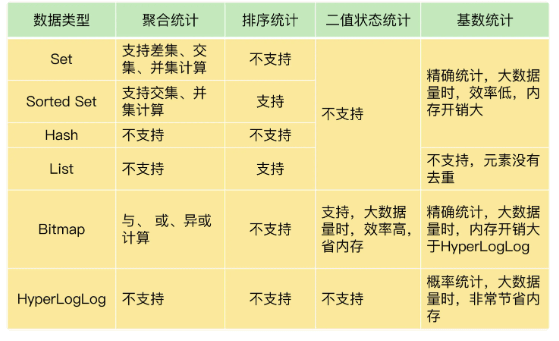 数据类型 聚合统计 排序统计 二值状态统计 基数统计
Set
支持差集、交
集、并集计算
不支持
Sorted Set
支持交集、并
集计算
支持
Hash
不支持
不支持
List
不支持
支持
不支持
精确统计，大数据
量时，效率低，内
存开销大
不支持，元素没有
去重
Bitmap
与、 或、异或
计算
不支持
支持，大数据
量时，效率高，
省内存
精确统计，大数据
量时，内存开销大
于HyperLogLog
HyperLogLog
不支持
不支持
不支持
概率统计，大数据
量时，非常节省内
存